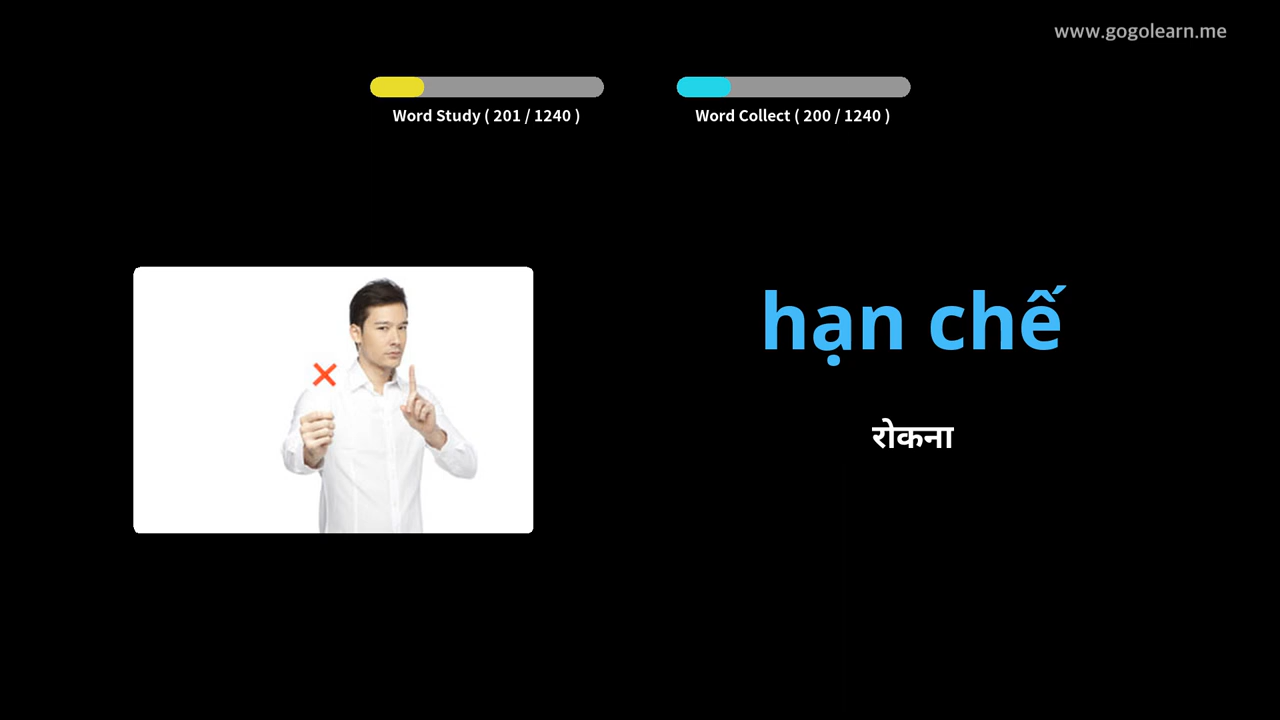 www.gogolearn.me
Word Study ( 201 / 1240 )
Word Collect ( 200 / 1240 )
hạn chế
रोकना